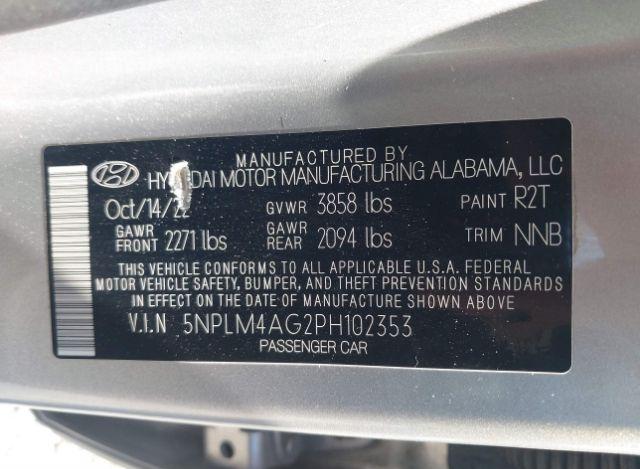 MANUFACTURED BY
HYUNDAI MOTOR MANUFACTURING ALABAMA, LLC
Oct/14/22 GVWR 3858 lbs PAINT R2T
GAWR FRONT 2271 lbs GAWR REAR 2094 lbs TRIM NNB
THIS VEHICLE CONFORMS TO ALL APPLICABLE U.S.A. FEDERAL
MOTOR VEHICLE SAFETY, BUMPER, AND THEFT PREVENTION STANDARDS
IN EFFECT ON THE DATE OF MANUFACTURE SHOWN ABOVE
V.I.N 5NPLM4AG2PH102353
PASSENGER CAR